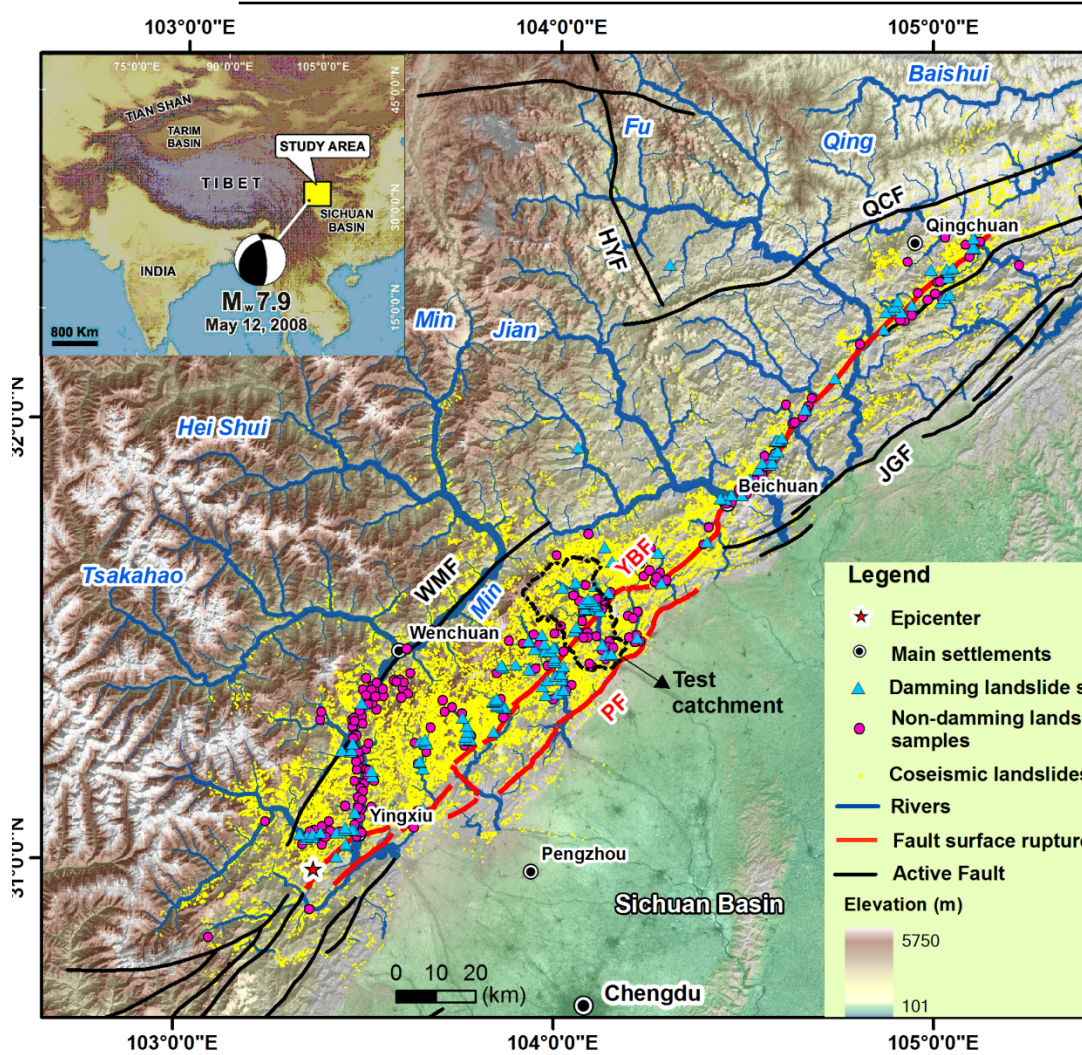 103°0'0"E
104°0'0"E
105°0'0"E
75°0'0"E
90°0'0"E
105°0'0"E
45°0'0"N
30°0'0"N
15°0'0"N
TIAN SHAN
TARIM
BASIN
STUDY AREA
TIBET
SICHUAN
BASIN
INDIA
Mw7.9
May 12, 2008
800 Km
Baishui
Fu
Qing
QCF
Qingchuan
HYF
Min
Jian
32°0'0"N
Hei Shui
JGF
Beichuan
YBF
Tsakahao
WMF
Min
Wenchuan
Test
catchment
PF
Yingxiu
31°0'0"N
Pengzhou
Sichuan Basin
Chengdu
0 10 20
(km)
Legend
Epicenter
Main settlements
Damming landslide s
Non-damming lands
samples
Coseismic landslides
Rivers
Fault surface rupture
Active Fault
Elevation (m)
5750
101
103°0'0"E
104°0'0"E
105°0'0"E